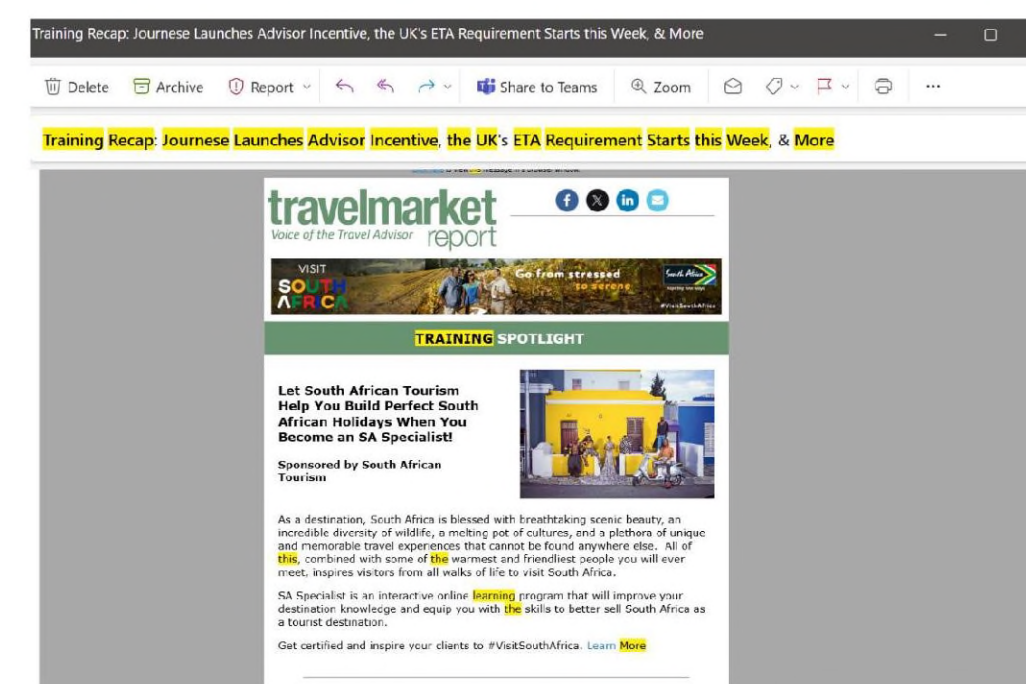 Training Recap: Journese Launches Advisor Incentive, the UK's ETA Requirement Starts this Week, & More
Delete Archive Report Share to Teams Zoom
Training Recap: Journese Launches Advisor Incentive, the UK's ETA Requirement Starts this Week, & More
travelmarket
Voice of the Travel Advisor report
VISIT
SOUTH
AFRICA
Go from stressed
to serene
South Africa
#VisitSouthAfrica
TRAINING SPOTLIGHT
Let South African Tourism
Help You Build Perfect South
African Holidays When You
Become an SA Specialist!
Sponsored by South African
Tourism
As a destination, South Africa is blessed with breathtaking scenic beauty, an
incredible diversity of wildlife, a melting pot of cultures, and a plethora of unique
and memorable travel experiences that cannot be found anywhere else. All of
this, combined with some of the warmest and friendliest people you will ever
meet, inspires visitors from all walks of life to visit South Africa.
SA Specialist is an interactive online learning program that will improve your
destination knowledge and equip you with the skills to better sell South Africa as
a tourist destination.
Get certified and inspire your clients to #VisitSouthAfrica. Learn More